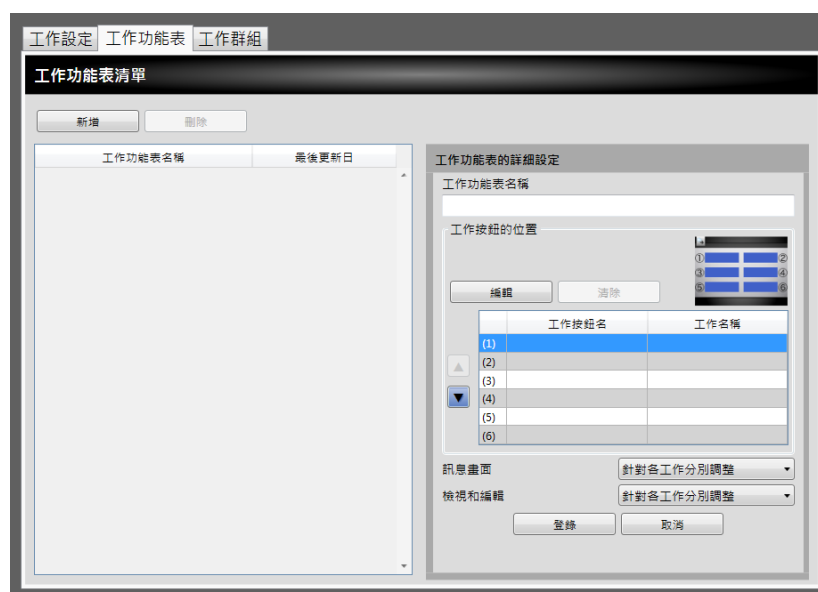 工作設定 工作功能表 工作群組
工作功能表清單
新增 刪除
工作功能表名稱 最後更新日
工作功能表的詳細設定
工作功能表名稱
工作按鈕的位置
① ②
③ ④
⑤ ⑥
編輯 清除
工作按鈕名 工作名稱
(1)
(2)
(3)
(4)
(5)
(6)
訊息畫面 針對各工作分別調整
檢視和編輯 針對各工作分別調整
登錄 取消